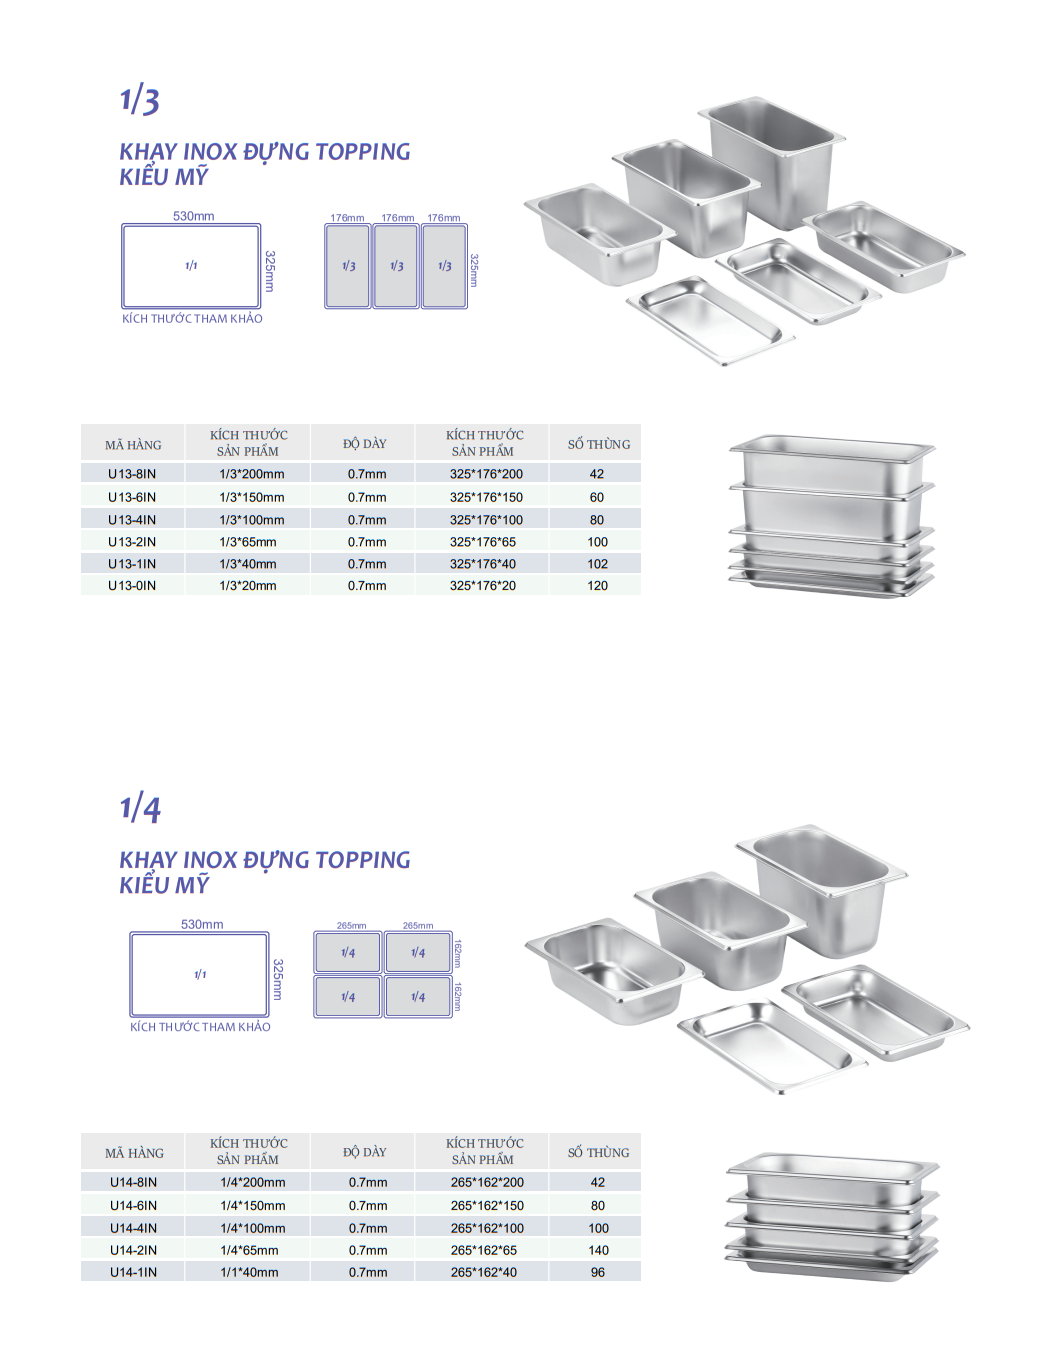 1/3
KHAY INOX ĐỰNG TOPPING
KIỂU MỸ
530mm
1/1
325mm
KÍCH THƯỚC THAM KHẢO
176mm 176mm 176mm
1/3 1/3 1/3
325mm
MÃ HÀNG KÍCH THƯỚC SẢN PHẨM ĐỘ DÀY KÍCH THƯỚC SẢN PHẨM SỐ THÙNG
U13-8IN 1/3*200mm 0.7mm 325*176*200 42
U13-6IN 1/3*150mm 0.7mm 325*176*150 60
U13-4IN 1/3*100mm 0.7mm 325*176*100 80
U13-2IN 1/3*65mm 0.7mm 325*176*65 100
U13-1IN 1/3*40mm 0.7mm 325*176*40 102
U13-0IN 1/3*20mm 0.7mm 325*176*20 120
1/4
KHAY INOX ĐỰNG TOPPING
KIỂU MỸ
530mm
1/1
325mm
KÍCH THƯỚC THAM KHẢO
265mm 265mm
1/4 1/4
162mm
1/4 1/4
162mm
MÃ HÀNG KÍCH THƯỚC SẢN PHẨM ĐỘ DÀY KÍCH THƯỚC SẢN PHẨM SỐ THÙNG
U14-8IN 1/4*200mm 0.7mm 265*162*200 42
U14-6IN 1/4*150mm 0.7mm 265*162*150 80
U14-4IN 1/4*100mm 0.7mm 265*162*100 100
U14-2IN 1/4*65mm 0.7mm 265*162*65 140
U14-1IN 1/1*40mm 0.7mm 265*162*40 96